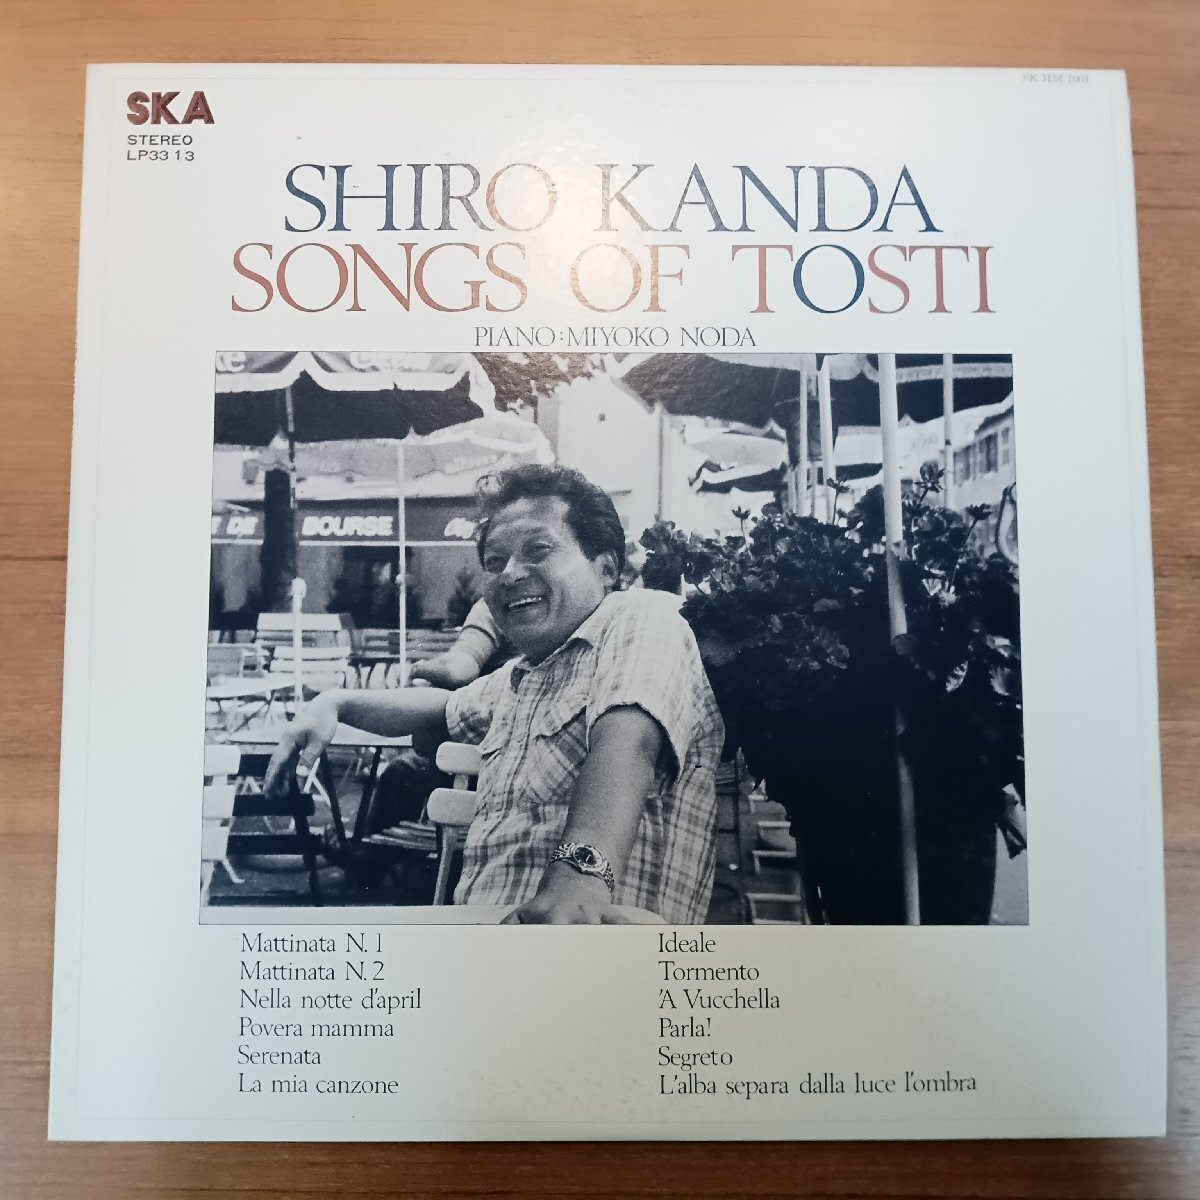 SK HM 1001
SKA
STEREO
LP33 1 3
SHIRO KANDA
SONGS OF TOSTI
PIANO:MIYOKO NODA
DE BOURSE
Mattinata N. 1
Mattinata N. 2
Nella notte d'april
Povera mamma
Serenata
La mia canzone
Ideale
Tormento
'A Vucchella
Parla!
Segreto
L'alba separa dalla luce l'ombra